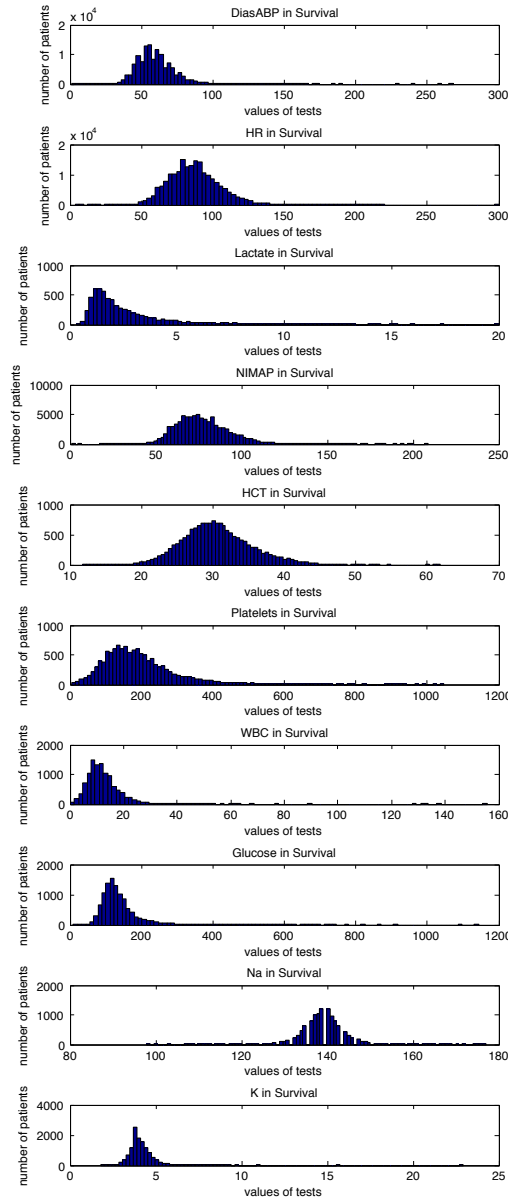 DiasABP in Survival
x 10^4
number of patients
2
1
0
0 50 100 150 200 250 300
values of tests
HR in Survival
x 10^4
number of patients
2
1
0
0 50 100 150 200 250 300
values of tests
Lactate in Survival
number of patients
1000
500
0
0 5 10 15 20
values of tests
NIMAP in Survival
number of patients
10000
5000
0
0 50 100 150 200 250
values of tests
HCT in Survival
number of patients
1000
500
0
10 20 30 40 50 60 70
values of tests
Platelets in Survival
number of patients
1000
500
0
0 200 400 600 800 1000 1200
values of tests
WBC in Survival
number of patients
2000
1000
0
0 20 40 60 80 100 120 140 160
values of tests
Glucose in Survival
number of patients
2000
1000
0
0 200 400 600 800 1000 1200
values of tests
Na in Survival
number of patients
2000
1000
0
80 100 120 140 160 180
values of tests
K in Survival
number of patients
4000
2000
0
0 5 10 15 20 25
values of tests